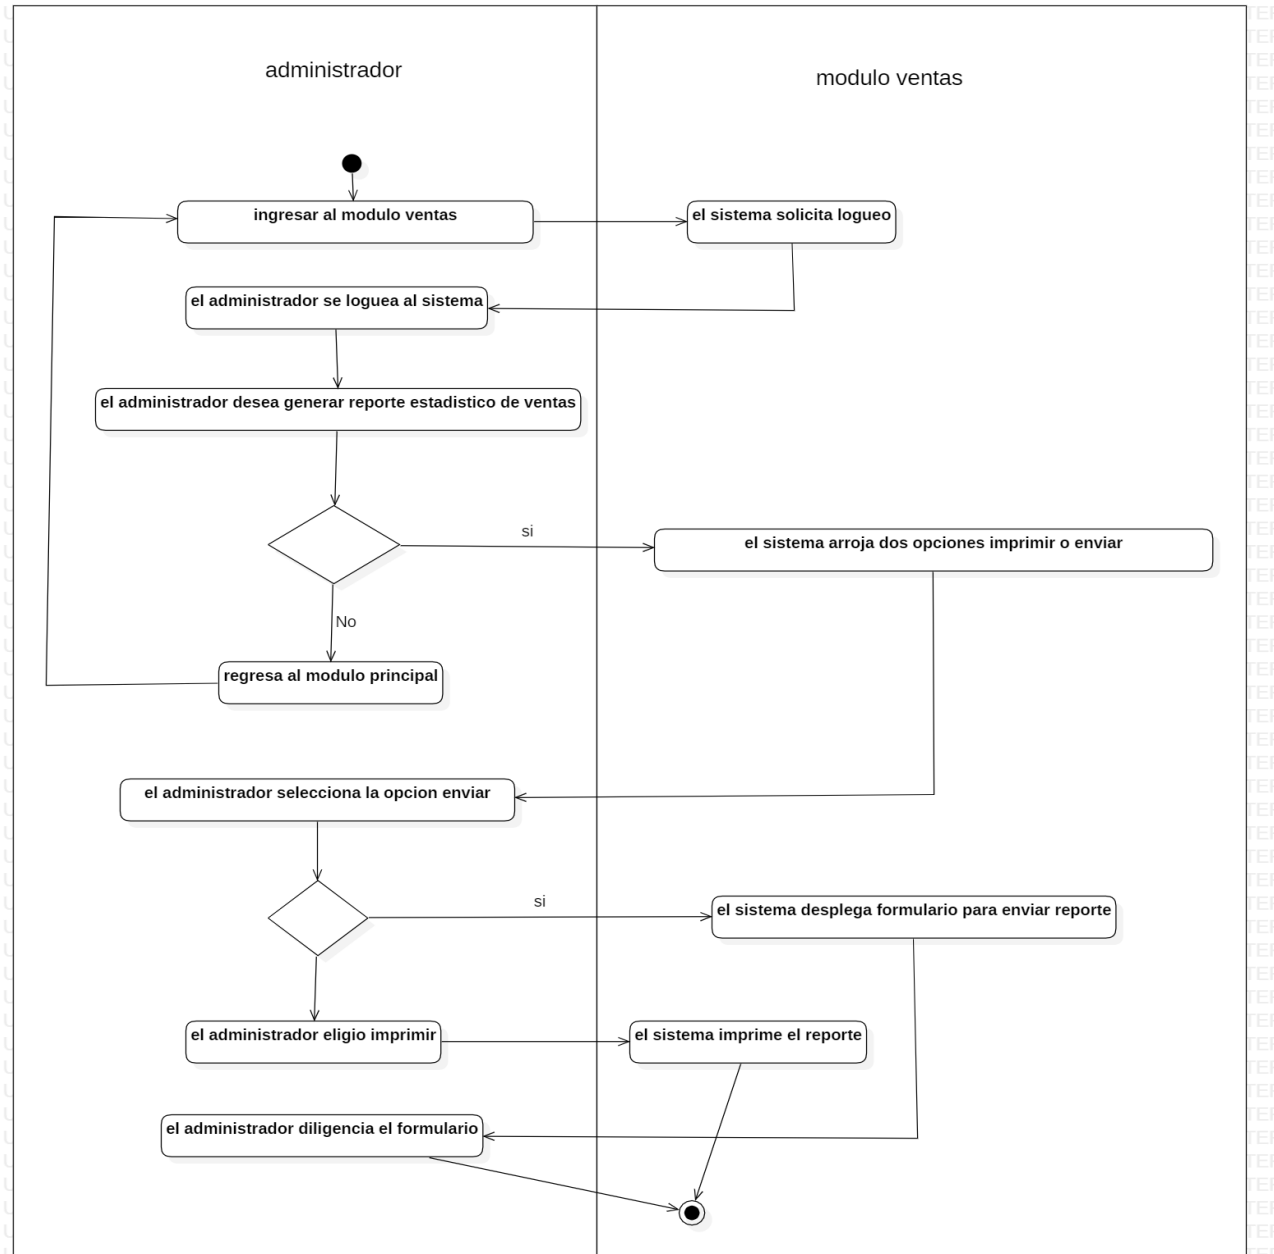 administrador
modulo ventas
ingresar al modulo ventas
el sistema solicita logueo
el administrador se loguea al sistema
el administrador desea generar reporte estadistico de ventas
si
el sistema arroja dos opciones imprimir o enviar
No
regresa al modulo principal
el administrador selecciona la opcion enviar
si
el sistema desplega formulario para enviar reporte
el administrador eligio imprimir
el sistema imprime el reporte
el administrador diligencia el formulario